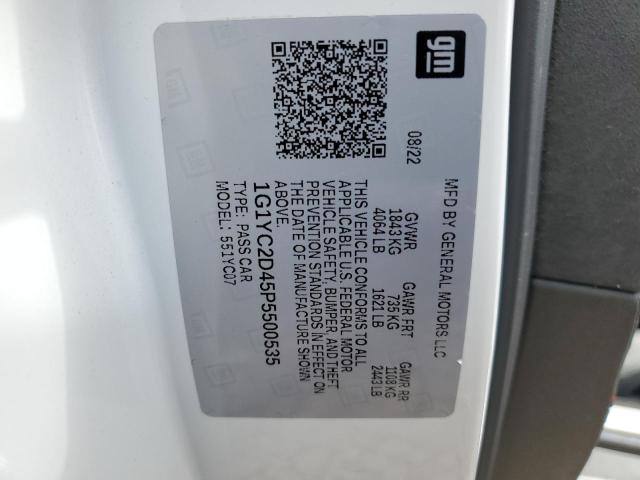 gm
MFD BY GENERAL MOTORS LLC
08/22
GVWR GAWR FRT GAWR RR
1843 KG 735 KG 1108 KG
4064 LB 1621 LB 2443 LB
THIS VEHICLE CONFORMS TO ALL
APPLICABLE U.S. FEDERAL MOTOR
VEHICLE SAFETY, BUMPER, AND THEFT
PREVENTION STANDARDS IN EFFECT ON
THE DATE OF MANUFACTURE SHOWN
ABOVE.
1G1YC2D45P5500535
TYPE: PASS CAR
MODEL: 551YC07